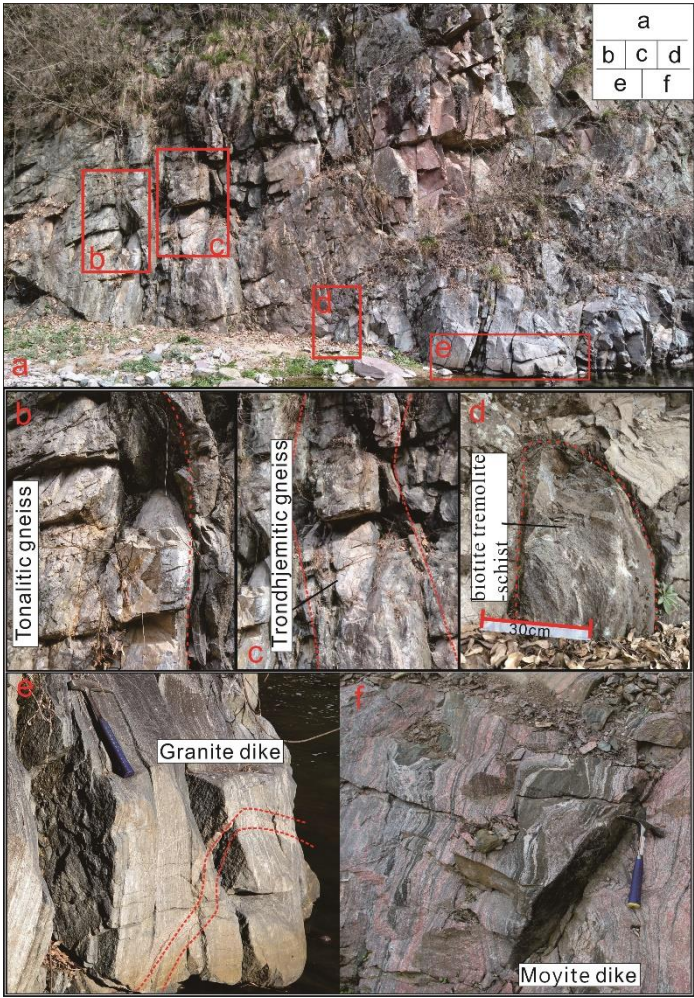 a
b c d
e f
b
c
d
e
a
b
Tonalitic gneiss
c
Trondhjemitic gneiss
d
biotite tremolite
-schist
30cm
e
Granite dike
f
Moyite dike